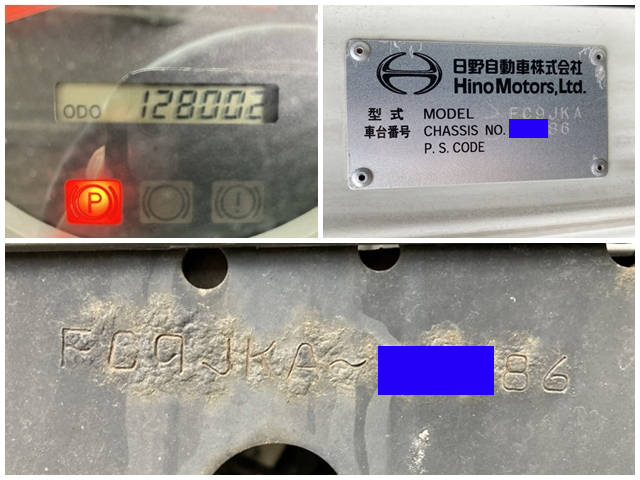 ODO 128002
P
日野自動車株式会社
Hino Motors, Ltd.
型式 MODEL FC9JKA
車台番号 CHASSIS NO. 86
P. S. CODE
FC9JKA~ 86